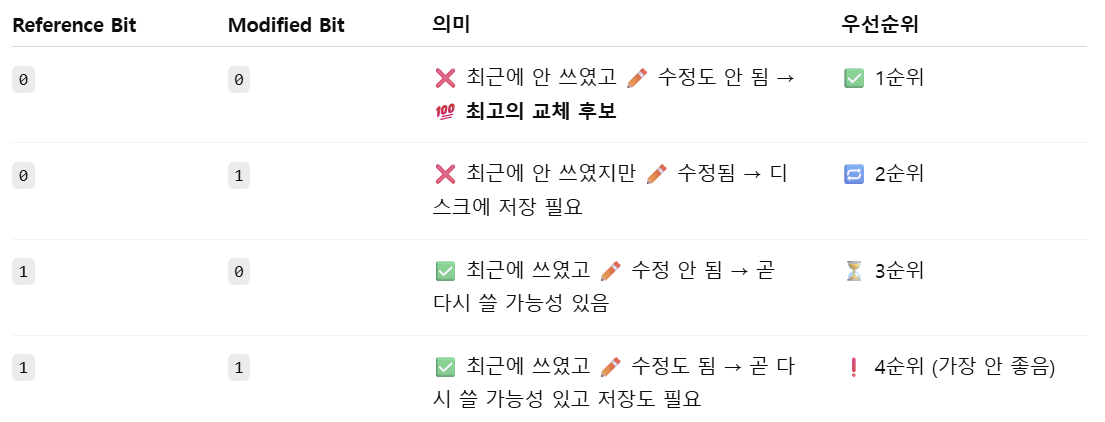 Reference Bit Modified Bit 의미 우선순위
0 0 ❌ 최근에 안 쓰였고 ✏️ 수정도 안 됨 → ✅ 1순위
💯 최고의 교체 후보
0 1 ❌ 최근에 안 쓰였지만 ✏️ 수정됨 → 디 🔁 2순위
스크에 저장 필요
1 0 ✅ 최근에 쓰였고 ✏️ 수정 안 됨 → 곧 ⏳ 3순위
다시 쓸 가능성 있음
1 1 ✅ 최근에 쓰였고 ✏️ 수정도 됨 → 곧 다 ❗ 4순위 (가장 안 좋음)
시 쓸 가능성 있고 저장도 필요